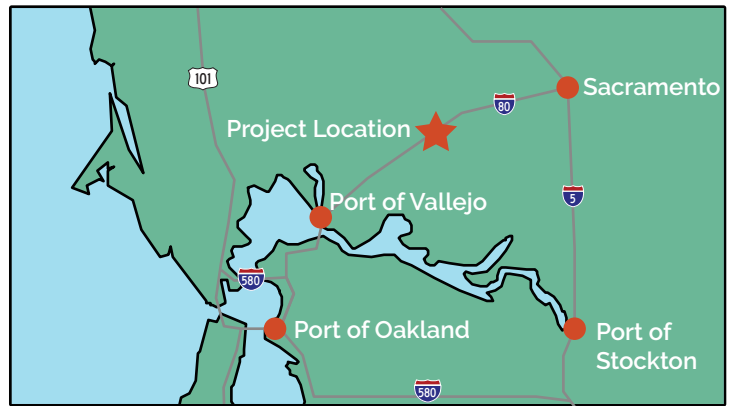 101
Sacramento
80
Project Location
5
Port of Vallejo
580
Port of Oakland
Port of
Stockton
580